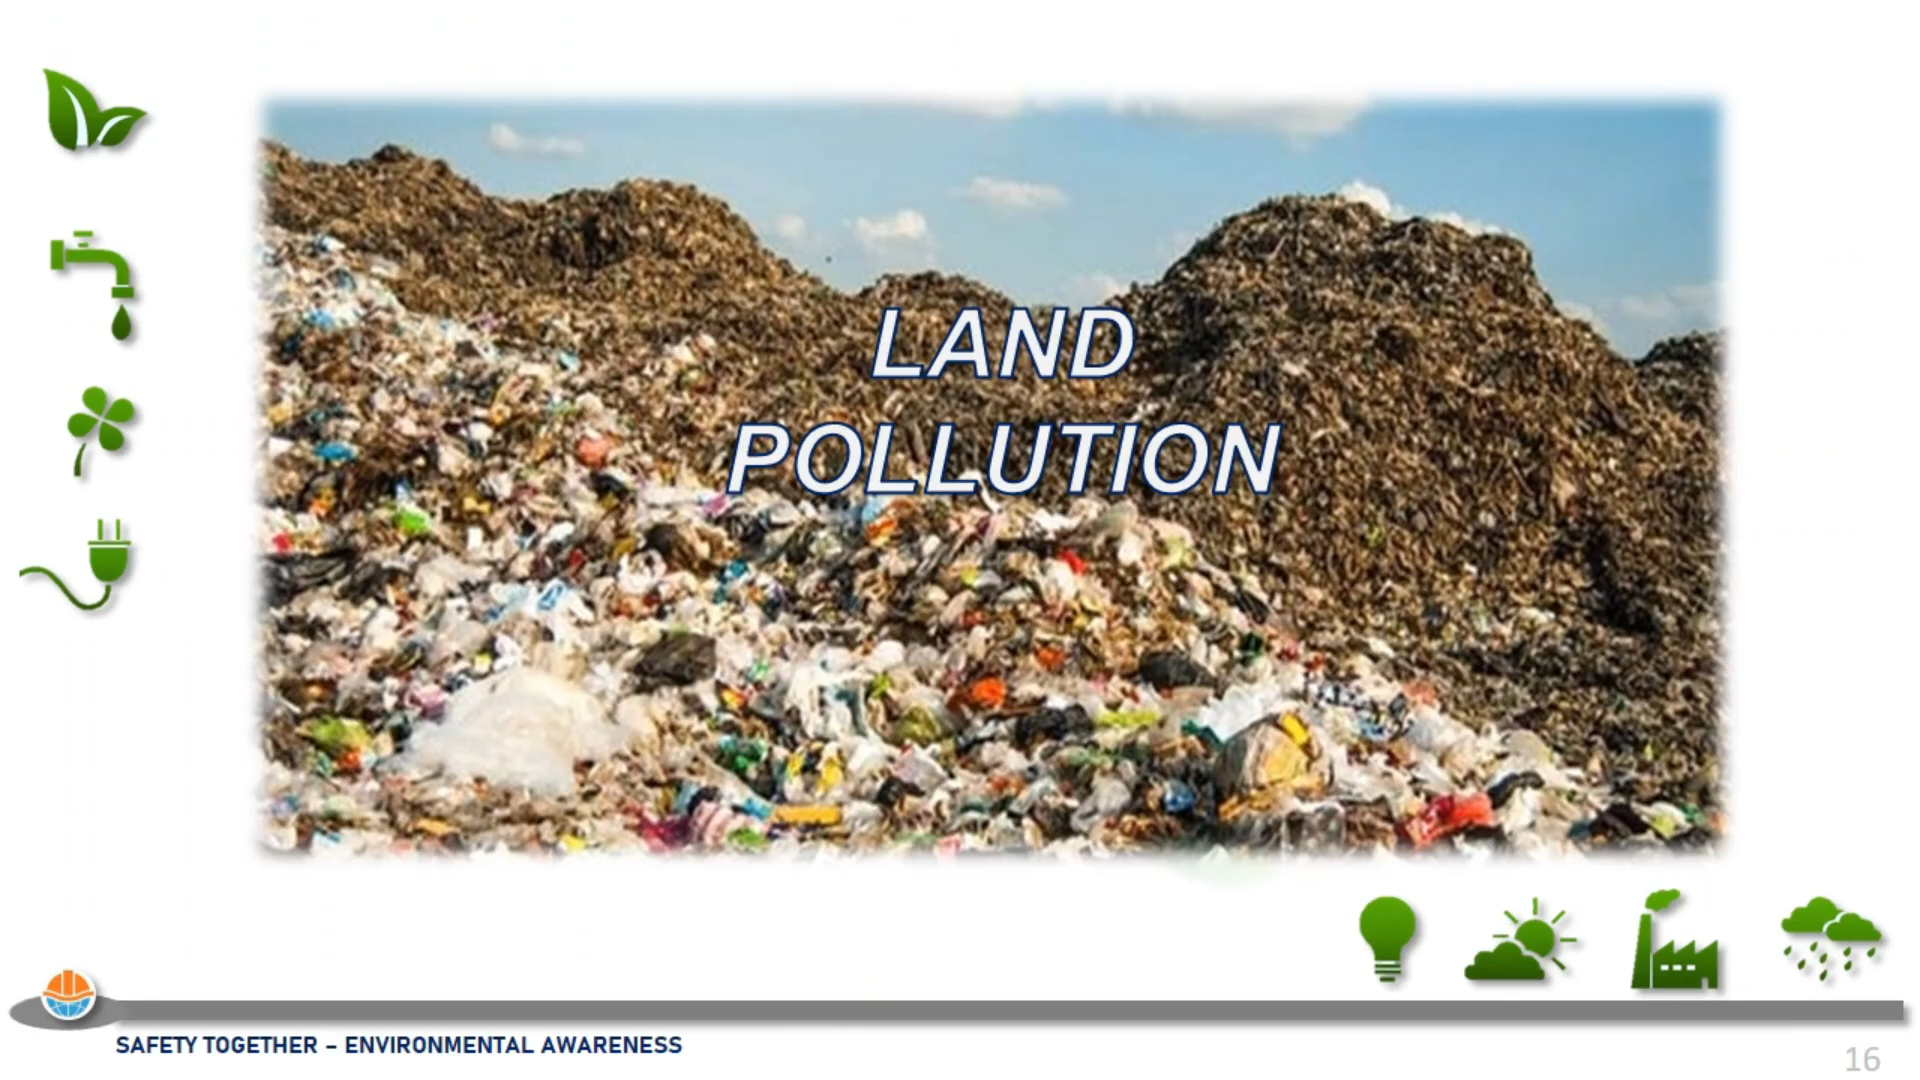 LAND
POLLUTION
SAFETY TOGETHER – ENVIRONMENTAL AWARENESS
16